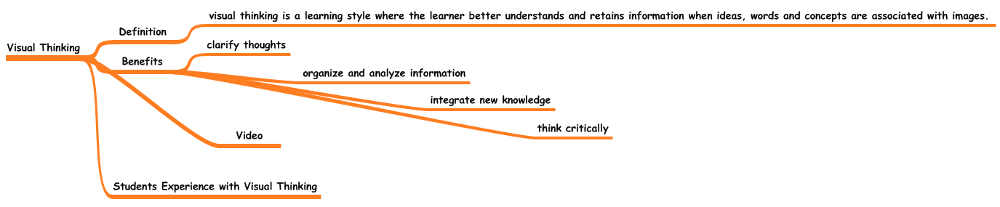 visual thinking is a learning style where the learner better understands and retains information when ideas, words and concepts are associated with images.
Definition
Visual Thinking
clarify thoughts
Benefits
organize and analyze information
integrate new knowledge
think critically
Video
Students Experience with Visual Thinking